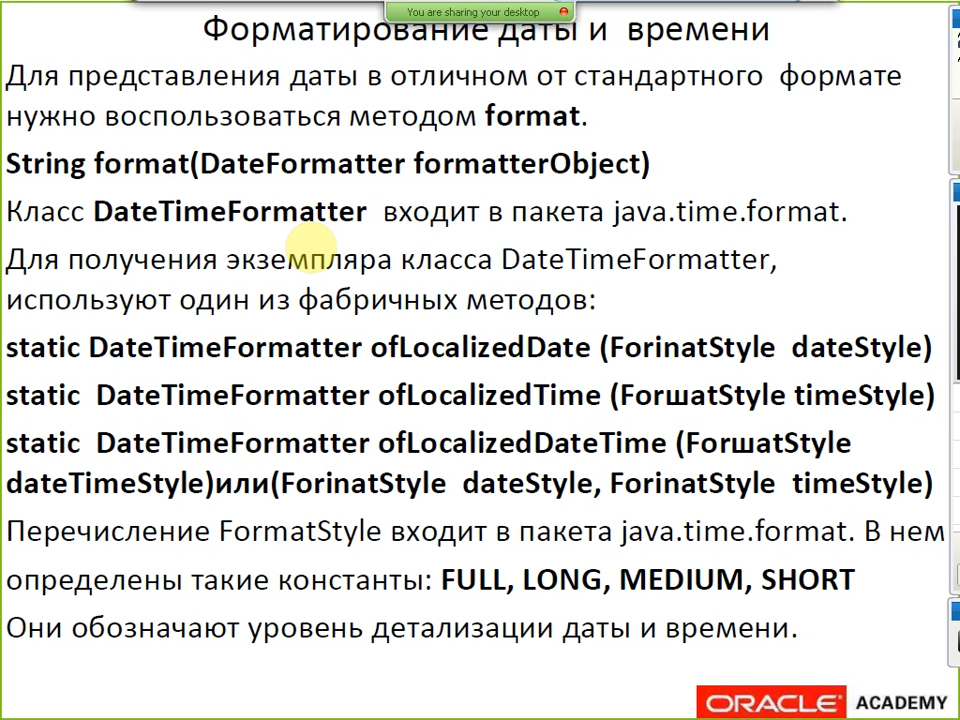 You are sharing your desktop
Форматирование даты и времени
Для представления даты в отличном от стандартного формате
нужно воспользоваться методом format.
String format(DateFormatter formatterObject)
Класс DateTimeFormatter входит в пакета java.time.format.
Для получения экземпляра класса DateTimeFormatter,
используют один из фабричных методов:
static DateTimeFormatter ofLocalizedDate (ForinatStyle dateStyle)
static DateTimeFormatter ofLocalizedTime (ForшatStyle timeStyle)
static DateTimeFormatter ofLocalizedDateTime (ForшatStyle
dateTimeStyle)или(ForinatStyle dateStyle, ForinatStyle timeStyle)
Перечисление FormatStyle входит в пакета java.time.format. В нем
определены такие константы: FULL, LONG, MEDIUM, SHORT
Они обозначают уровень детализации даты и времени.
ORACLE ACADEMY